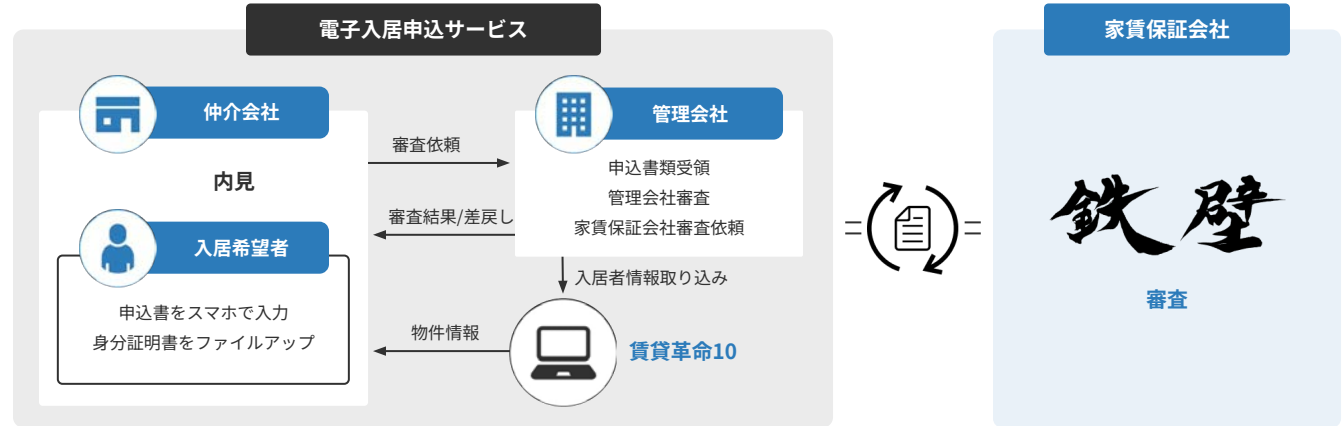 電子入居申込サービス
仲介会社
内見
入居希望者
申込書をスマホで入力
身分証明書をファイルアップ
審査依頼
審査結果/差戻し
管理会社
申込書類受領
管理会社審査
家賃保証会社審査依頼
入居者情報取り込み
物件情報
賃貸革命10
家賃保証会社
鉄壁
審査